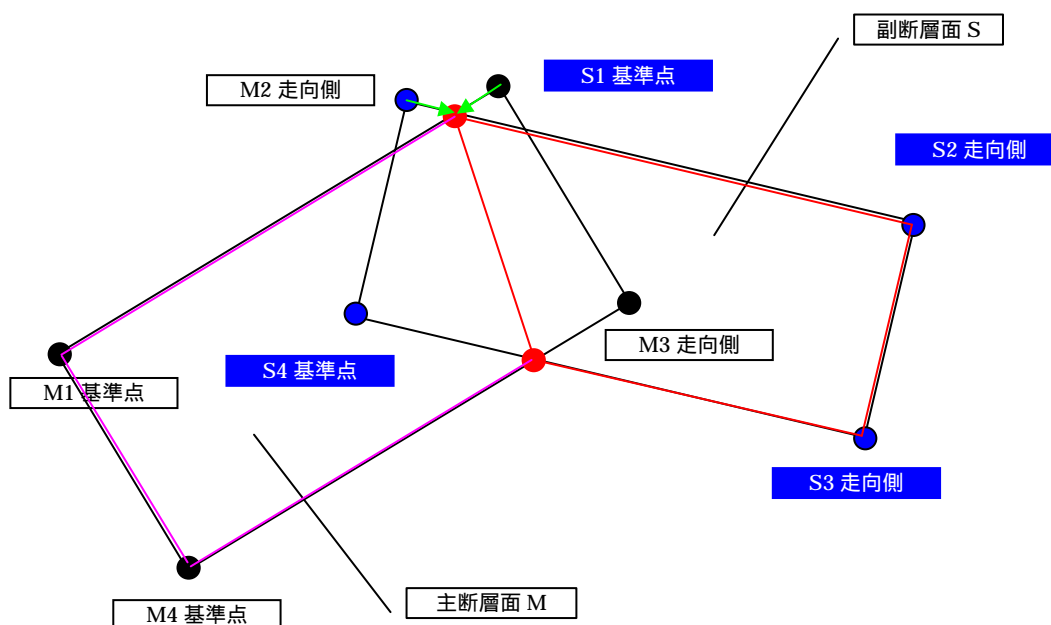 副断層面 S
S1 基準点
M2 走向側
S2 走向側
M3 走向側
S4 基準点
M1 基準点
S3 走向側
主断層面 M
M4 基準点